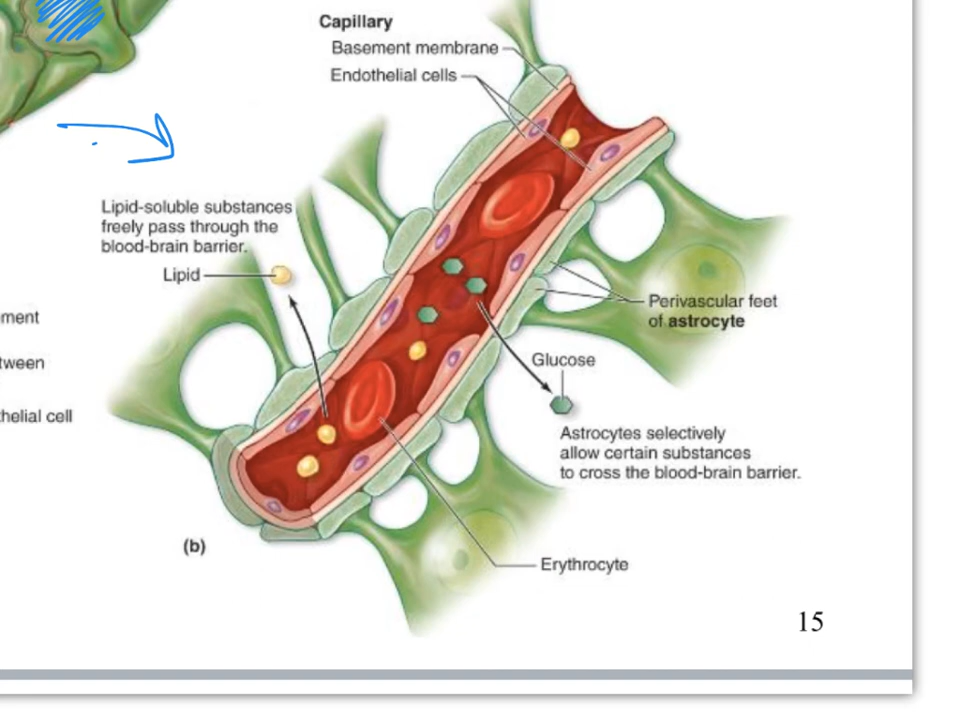 Capillary
Basement membrane
Endothelial cells
Lipid-soluble substances
freely pass through the
blood-brain barrier.
Lipid
ment
tween
helial cell
Perivascular feet
of astrocyte
Glucose
Astrocytes selectively
allow certain substances
to cross the blood-brain barrier.
(b)
Erythrocyte
15